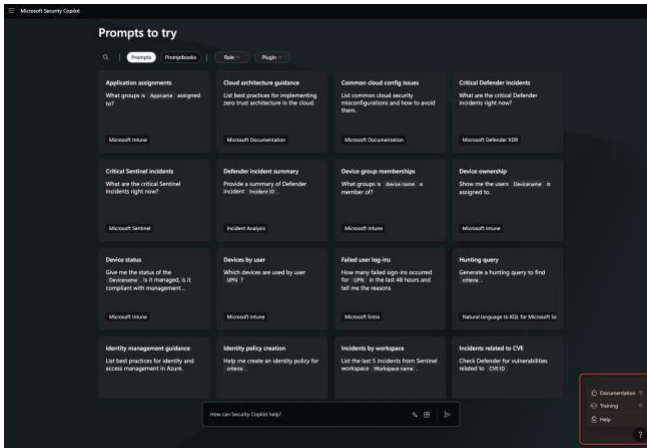 Microsoft Security Copilot
Prompts to try
Prompts
Promptbooks
Role
Plugin
Application assignments
What groups is Appname assigned
to?
Microsoft Intune
Cloud architecture guidance
List best practices for implementing
zero trust architecture in the cloud.
Microsoft Documentation
Common cloud config issues
List common cloud security
misconfigurations and how to avoid
them.
Microsoft Documentation
Critical Defender incidents
What are the critical Defender
incidents right now?
Microsoft Defender XDR
Critical Sentinel incidents
What are the critical Sentinel
incidents right now?
Microsoft Sentinel
Defender incident summary
Provide a summary of Defender
incident Incident ID .
Incident Analysis
Device group memberships
What groups is device name a
member of?
Microsoft Intune
Device ownership
Show me the users Devicename is
assigned to.
Microsoft Intune
Device status
Give me the status of the
Devicename . Is it managed, is it
compliant with management...
Microsoft Intune
Devices by user
Which devices are used by user
UPN ?
Microsoft Intune
Failed user log-ins
How many failed sign-ins occurred
for UPN in the last 48 hours and
tell me the reasons
Microsoft Entra
Hunting query
Generate a hunting query to find
criteria .
Natural language to KQL for Microsoft Se
Identity management guidance
List best practices for identity and
access management in Azure.
Identity policy creation
Help me create an identity policy for
criteria .
Incidents by workspace
List the last 5 incidents from Sentinel
workspace Workspace name .
Incidents related to CVE
Check Defender for vulnerabilities
related to CVE ID
How can Security Copilot help?
Documentation
Training
Help
?